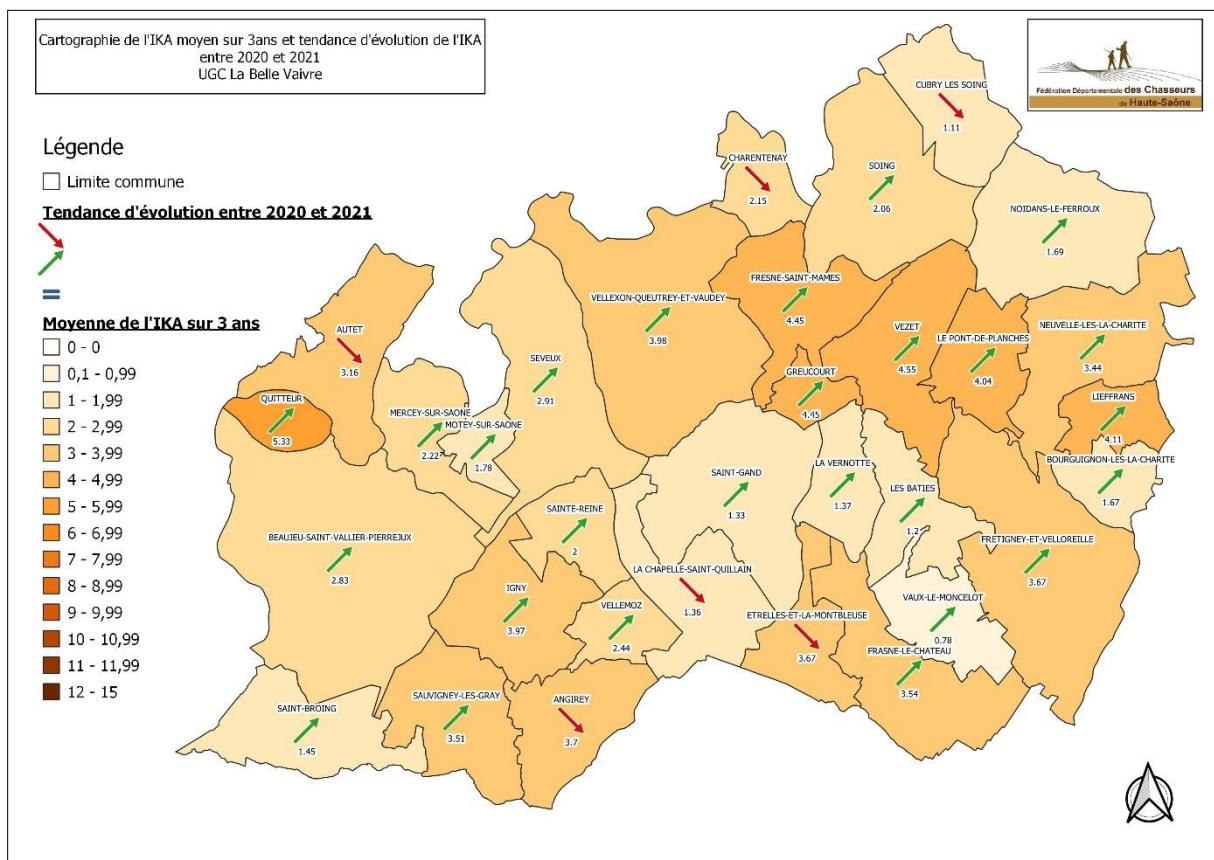 Cartographie de l'IKA moyen sur 3ans et tendance d'évolution de l'IKA
entre 2020 et 2021
UGC La Belle Vaivre
Fédération Départementale des Chasseurs
de Haute-Saône
Légende
Limite commune
Tendance d'évolution entre 2020 et 2021
Moyenne de l'IKA sur 3 ans
0 - 0
0,1 - 0,99
1 - 1,99
2 - 2,99
3 - 3,99
4 - 4,99
5 - 5,99
6 - 6,99
7 - 7,99
8 - 8,99
9 - 9,99
10 - 10,99
11 - 11,99
12 - 15
CUBRY LES SOING
1.11
CHARENTENAY
2.15
SOING
2.06
NOIDANS-LE-FERROUX
1.69
FRESNE-SAINT-MAMES
4.45
VELLEXON-QUEUTREY-ET-VAUDEY
3.98
VEZET
4.55
LE PONT-DE-PLANCHES
4.04
NEUVELLE-LES-LA-CHARITE
3.44
AUTET
3.16
SEVEUX
2.91
GREUCOURT
4.45
QUITTEUR
5.33
MERCEY-SUR-SAONE
2.22
MOTEY-SUR-SAONE
1.78
LIEFFRANS
4.11
BOURGUIGNON-LES-LA-CHARITE
1.67
SAINT-GAND
1.33
LA VERNOTTE
1.37
LES BATIES
1.2
SAINTE-REINE
2
BEAUJEU-SAINT-VALLIER-PIERREJUX
2.83
FRETIGNEY-ET-VELLOREILLE
3.67
LA CHAPELLE-SAINT-QUILLAIN
1.36
IGNY
3.97
VELLEMOZ
2.44
VAUX-LE-MONCELOT
0.78
ETRELLES-ET-LA-MONTBLEUSE
3.67
FRASNE-LE-CHATEAU
3.54
SAUVIGNEY-LES-GRAY
3.51
ANGIREY
3.7
SAINT-BROING
1.45